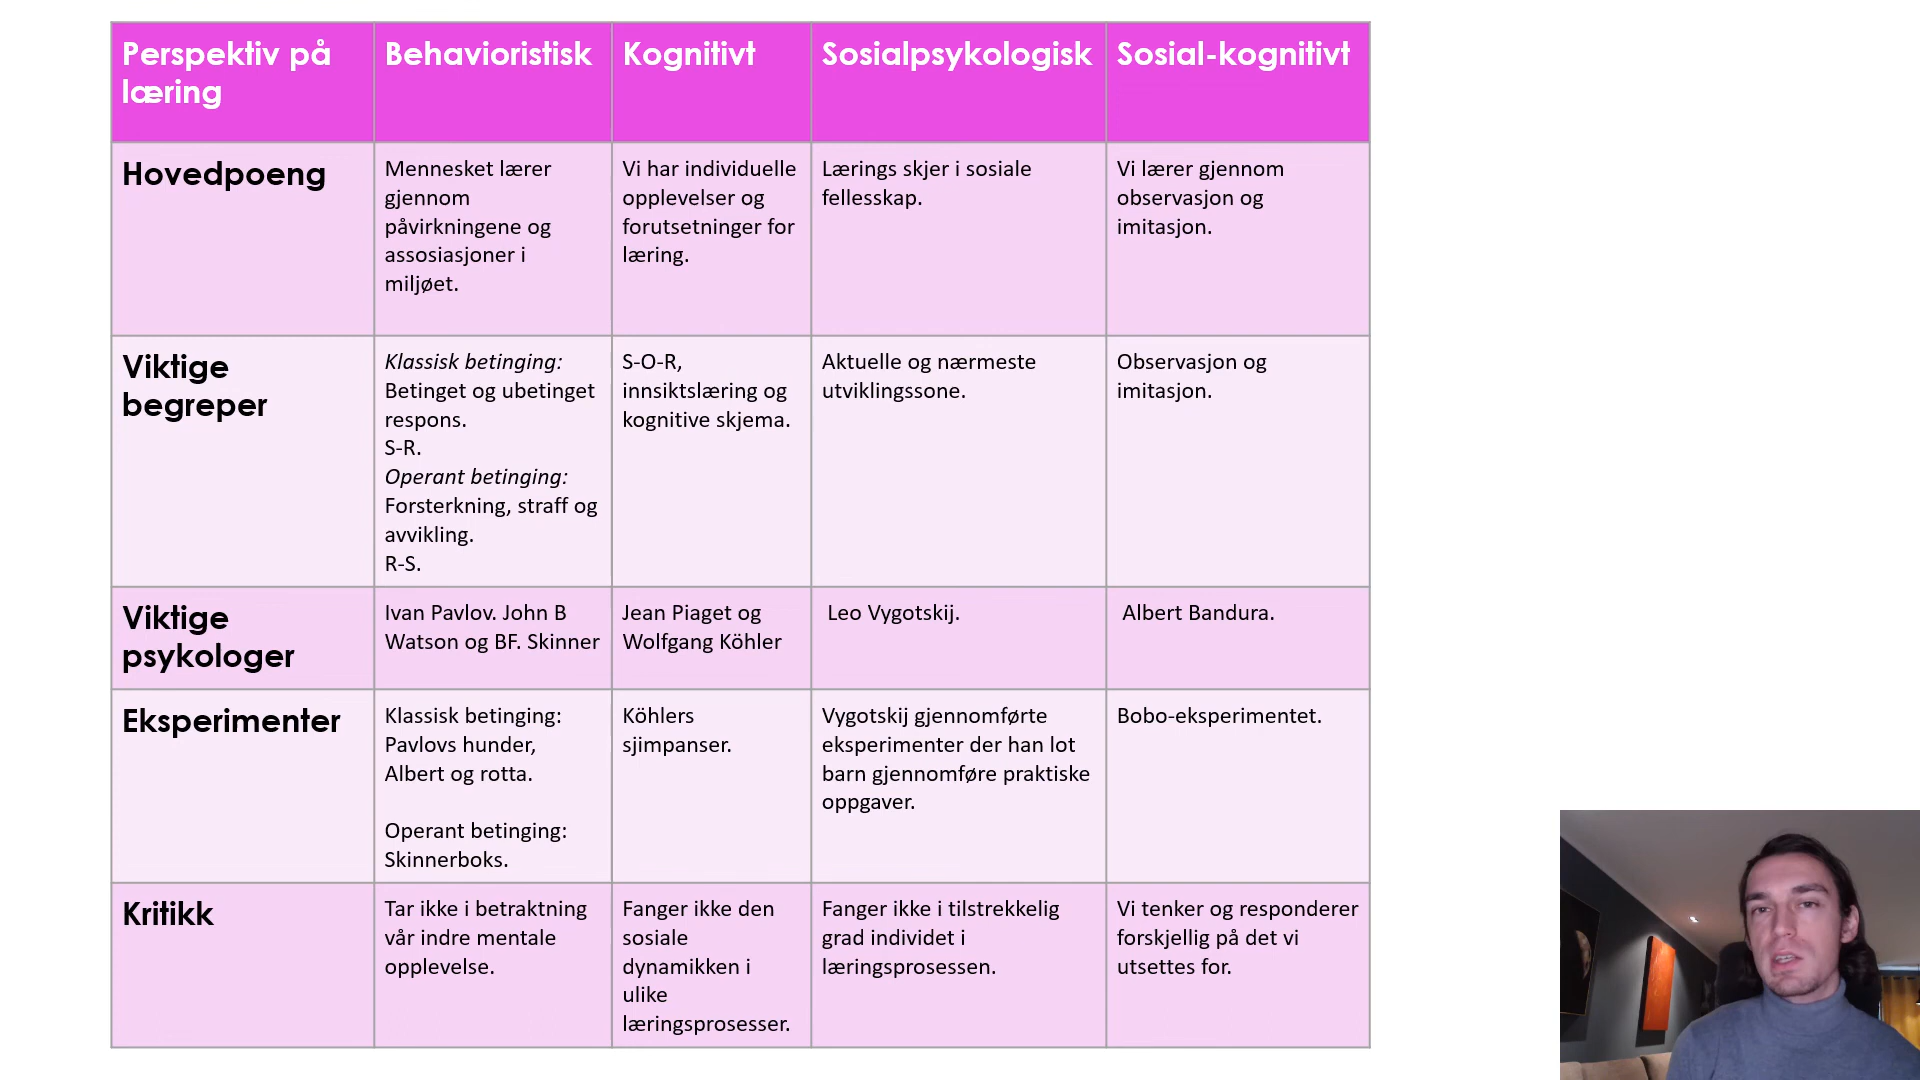 Perspektiv på
læring
Behavioristisk
Kognitivt
Sosialpsykologisk
Sosial-kognitivt
Hovedpoeng
Mennesket lærer
gjennom
påvirkningene og
assosiasjoner i
miljøet.
Vi har individuelle
opplevelser og
forutsetninger for
læring.
Lærings skjer i sosiale
fellesskap.
Vi lærer gjennom
observasjon og
imitasjon.
Viktige
begreper
Klassisk betinging:
Betinget og ubetinget
respons.
S-R.
Operant betinging:
Forsterkning, straff og
avvikling.
R-S.
S-O-R,
innsiktslæring og
kognitive skjema.
Aktuelle og nærmeste
utviklingssone.
Observasjon og
imitasjon.
Viktige
psykologer
Ivan Pavlov. John B
Watson og BF. Skinner
Jean Piaget og
Wolfgang Köhler
Leo Vygotskij.
Albert Bandura.
Eksperimenter
Klassisk betinging:
Pavlovs hunder,
Albert og rotta.
Operant betinging:
Skinnerboks.
Köhlers
sjimpanser.
Vygotskij gjennomførte
eksperimenter der han lot
barn gjennomføre praktiske
oppgaver.
Bobo-eksperimentet.
Kritikk
Tar ikke i betraktning
vår indre mentale
opplevelse.
Fanger ikke den
sosiale
dynamikken i
ulike
læringsprosesser.
Fanger ikke i tilstrekkelig
grad individet i
læringsprosessen.
Vi tenker og responderer
forskjellig på det vi
utsettes for.